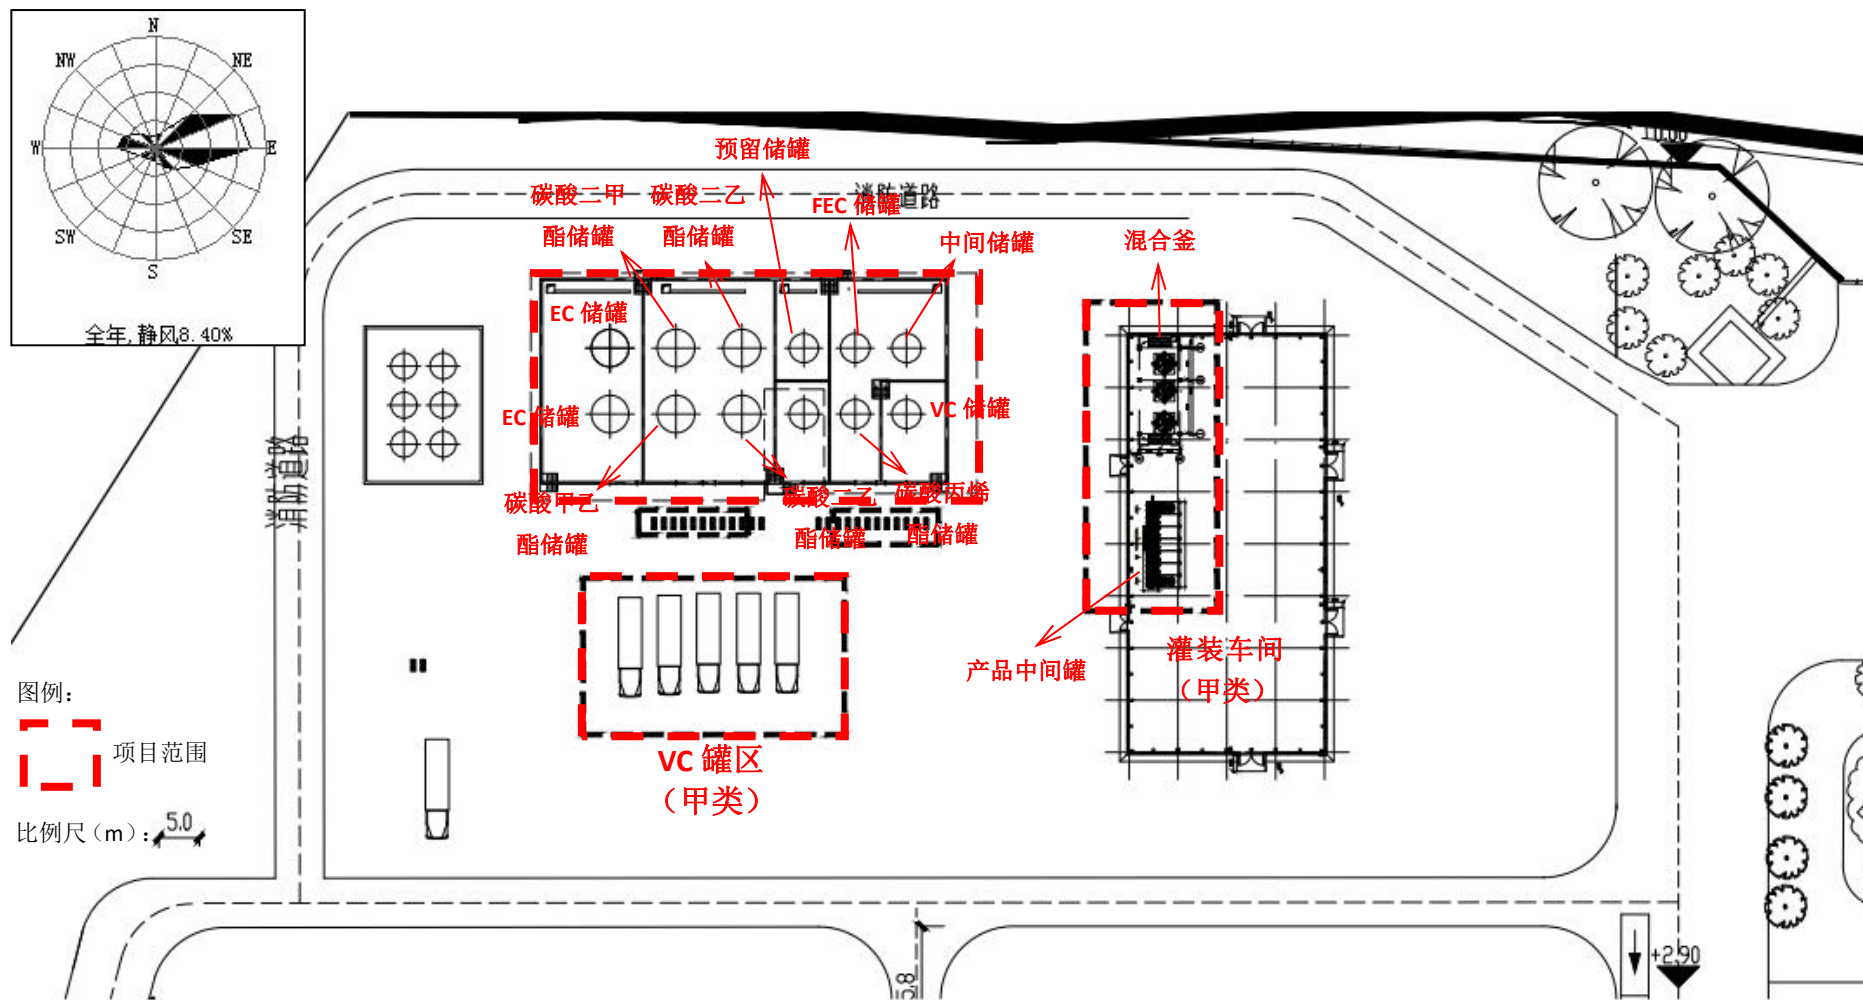 N
NW
NE
W
E
SW
SE
S
全年,静风8.40%
10.00
预留储罐
消防道路
碳酸二甲
酯储罐
碳酸二乙
酯储罐
FEC 储罐
中间储罐
混合釜
EC 储罐
EC 储罐
VC 储罐
消防道路
碳酸甲乙
酯储罐
碳酸二乙
酯储罐
碳酸丙烯
酯储罐
产品中间罐
灌装车间
（甲类）
VC 罐区
（甲类）
图例：
项目范围
比例尺（m）：
5.0
5.8
+2.90